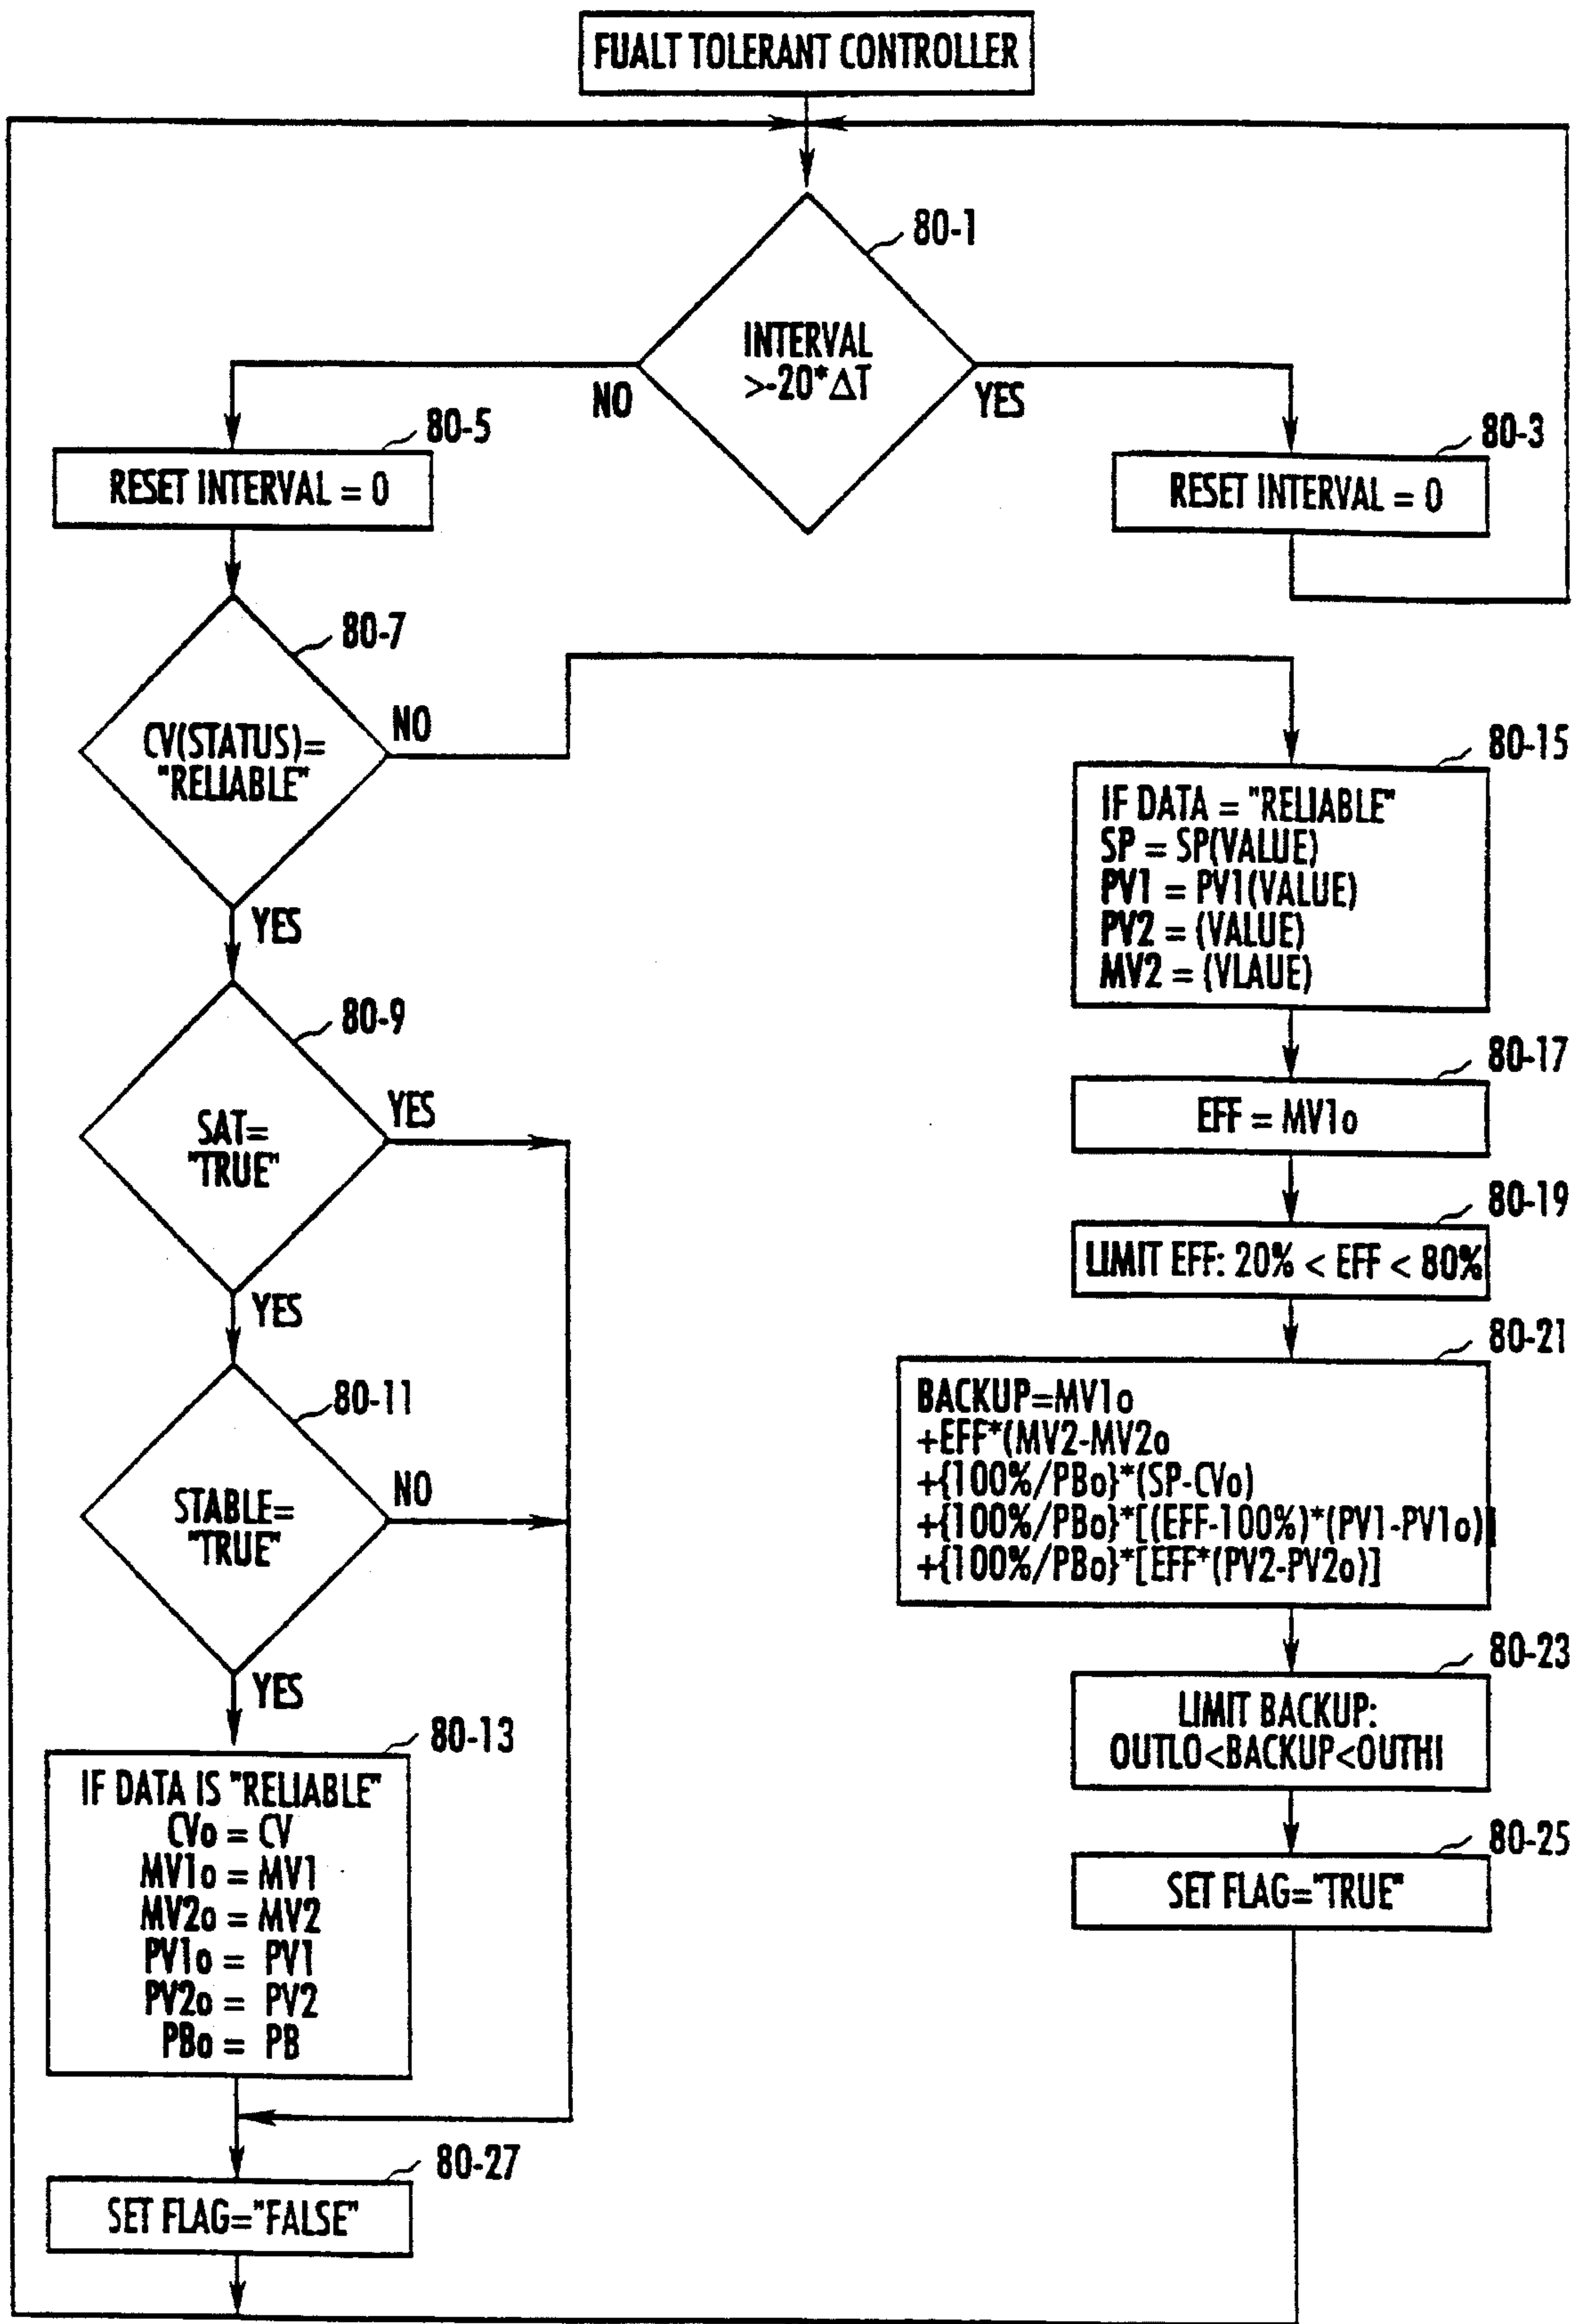 FUALT TOLERANT CONTROLLER
80-1
INTERVAL
>-20*ΔT
NO
YES
80-5
RESET INTERVAL = 0
80-3
RESET INTERVAL = 0
80-7
CV(STATUS)=
"RELIABLE"
NO
YES
80-15
IF DATA = "RELIABLE"
SP = SP(VALUE)
PV1 = PV1(VALUE)
PV2 = (VALUE)
MV2 = (VLAUE)
80-9
SAT=
"TRUE"
YES
YES
80-17
EFF = MV1o
80-19
LIMIT EFF: 20% < EFF < 80%
80-11
STABLE=
"TRUE"
NO
YES
80-21
BACKUP=MV1o
+EFF*(MV2-MV2o
+{100%/PBo}*(SP-CVo)
+{100%/PBo}*[(EFF-100%)*(PV1-PV1o)]
+{100%/PBo}*[EFF*(PV2-PV2o)]
80-23
LIMIT BACKUP:
OUTLO<BACKUP<OUTHI
80-13
IF DATA IS "RELIABLE"
CVo = CV
MV1o = MV1
MV2o = MV2
PV1o = PV1
PV2o = PV2
PBo = PB
80-25
SET FLAG="TRUE"
80-27
SET FLAG="FALSE"